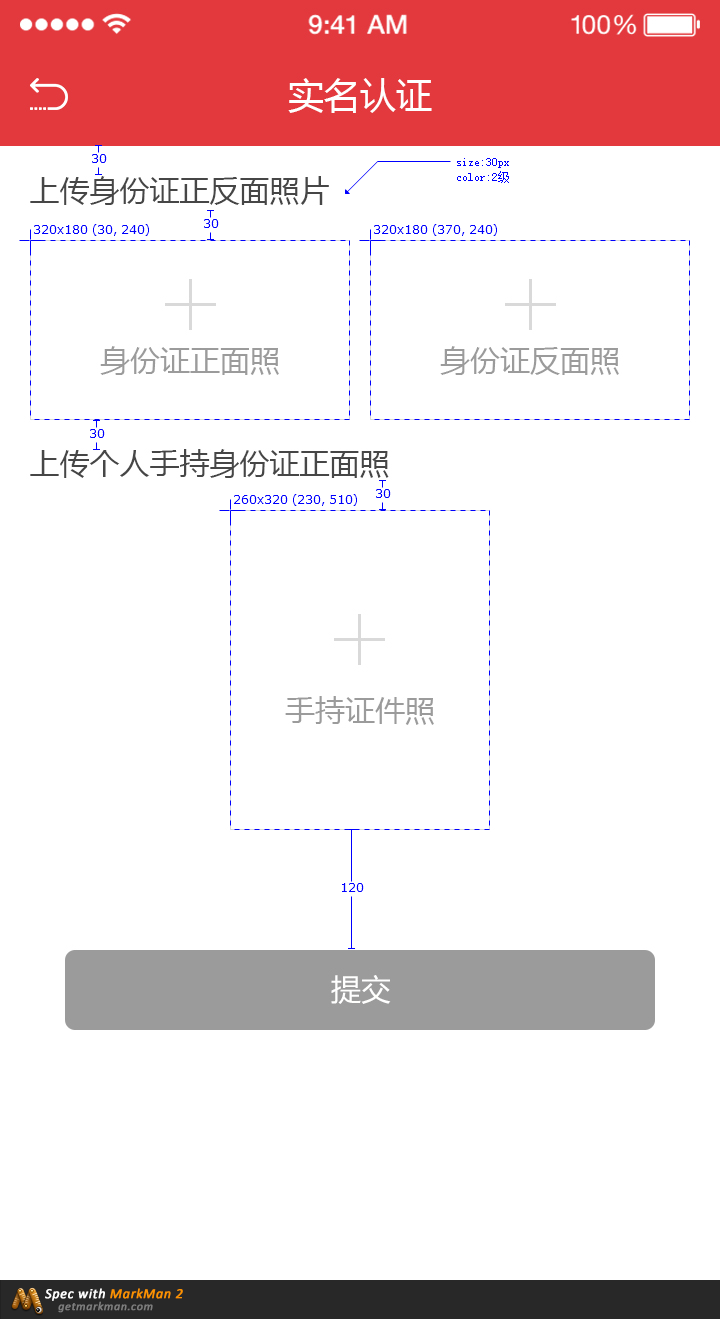 9:41 AM 100%
实名认证
30
size:30px
color:2级
上传身份证正反面照片
30
320x180 (30, 240) 320x180 (370, 240)
身份证正面照 身份证反面照
30
上传个人手持身份证正面照
30
260x320 (230, 510)
手持证件照
120
提交
Spec with MarkMan 2
getmarkman.com